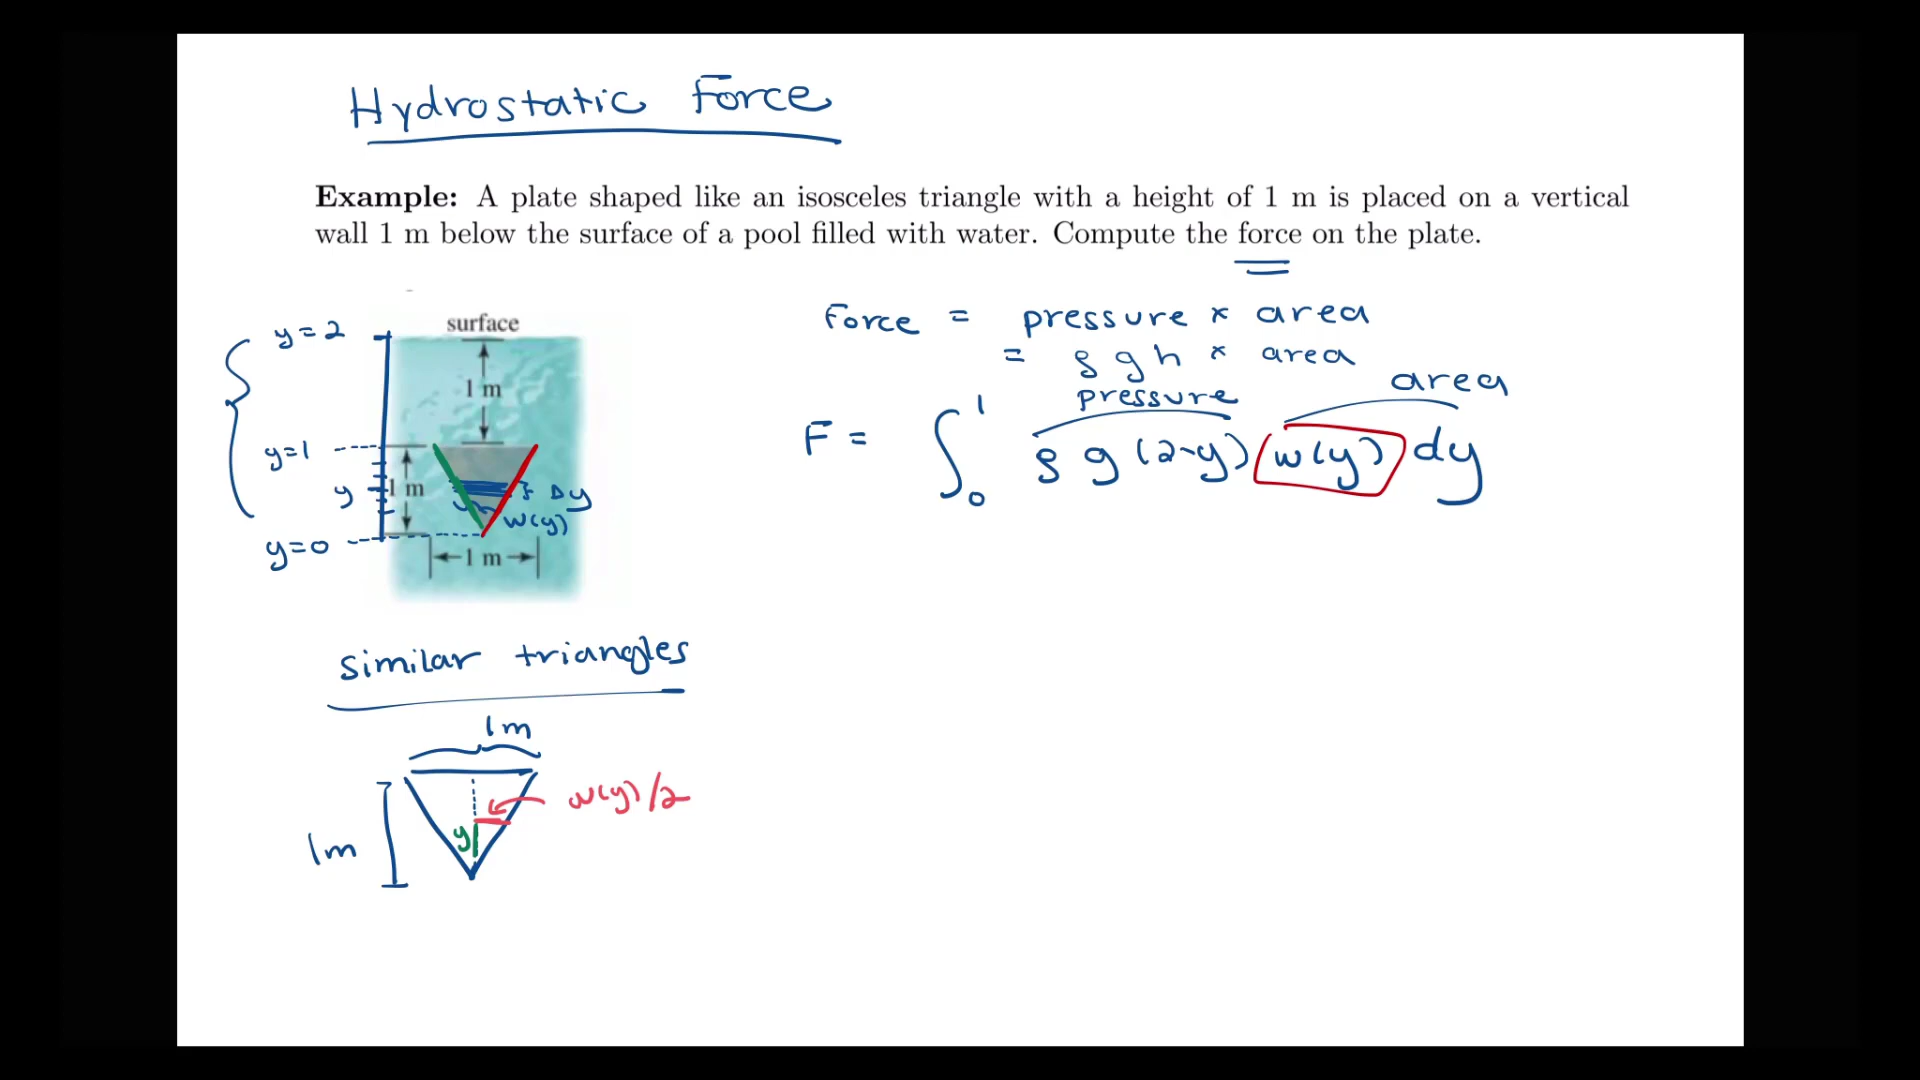 Hydrostatic Force
Example: A plate shaped like an isosceles triangle with a height of 1 m is placed on a vertical
wall 1 m below the surface of a pool filled with water. Compute the force on the plate.
y=2
surface
1 m
y=1
y
1 m
Δy
w(y)
y=0
1 m
Force = pressure × area
= ρ g h × area
pressure
area
F = ∫₀¹ ρ g (2-y) w(y) dy
similar triangles
1m
w(y)/2
y
1m